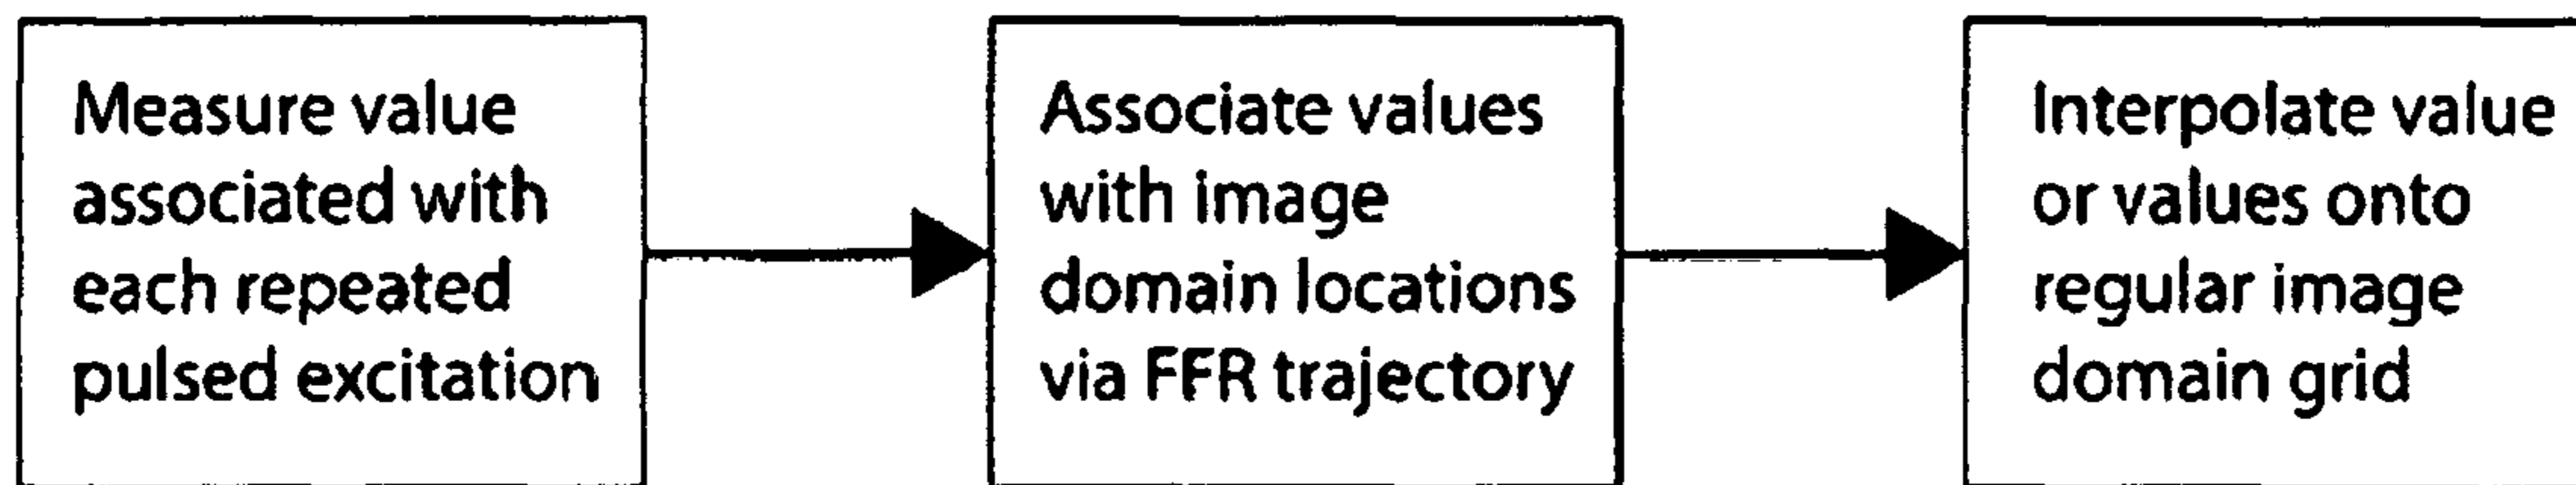 Measure value
associated with
each repeated
pulsed excitation
Associate values
with image
domain locations
via FFR trajectory
Interpolate value
or values onto
regular image
domain grid